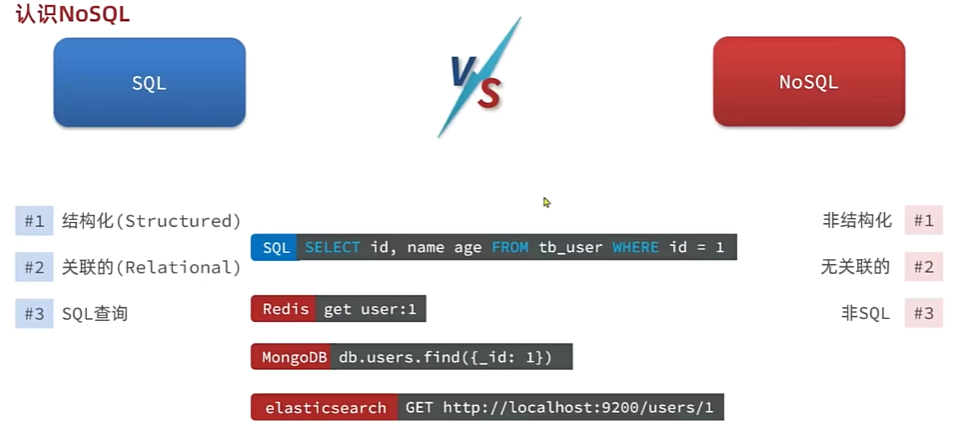 认识NoSQL
SQL
VS
NoSQL
#1 结构化(Structured)
非结构化 #1
SQL SELECT id, name age FROM tb_user WHERE id = 1
#2 关联的(Relational)
无关联的 #2
#3 SQL查询
Redis get user:1
非SQL #3
MongoDB db.users.find({_id: 1})
elasticsearch GET http://localhost:9200/users/1